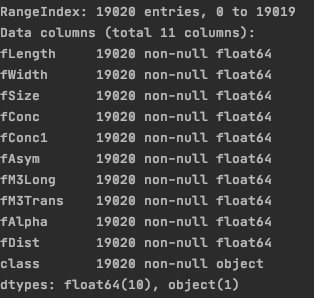 RangeIndex: 19020 entries, 0 to 19019
Data columns (total 11 columns):
fLength 19020 non-null float64
fWidth 19020 non-null float64
fSize 19020 non-null float64
fConc 19020 non-null float64
fConc1 19020 non-null float64
fAsym 19020 non-null float64
fM3Long 19020 non-null float64
fM3Trans 19020 non-null float64
fAlpha 19020 non-null float64
fDist 19020 non-null float64
class 19020 non-null object
dtypes: float64(10), object(1)